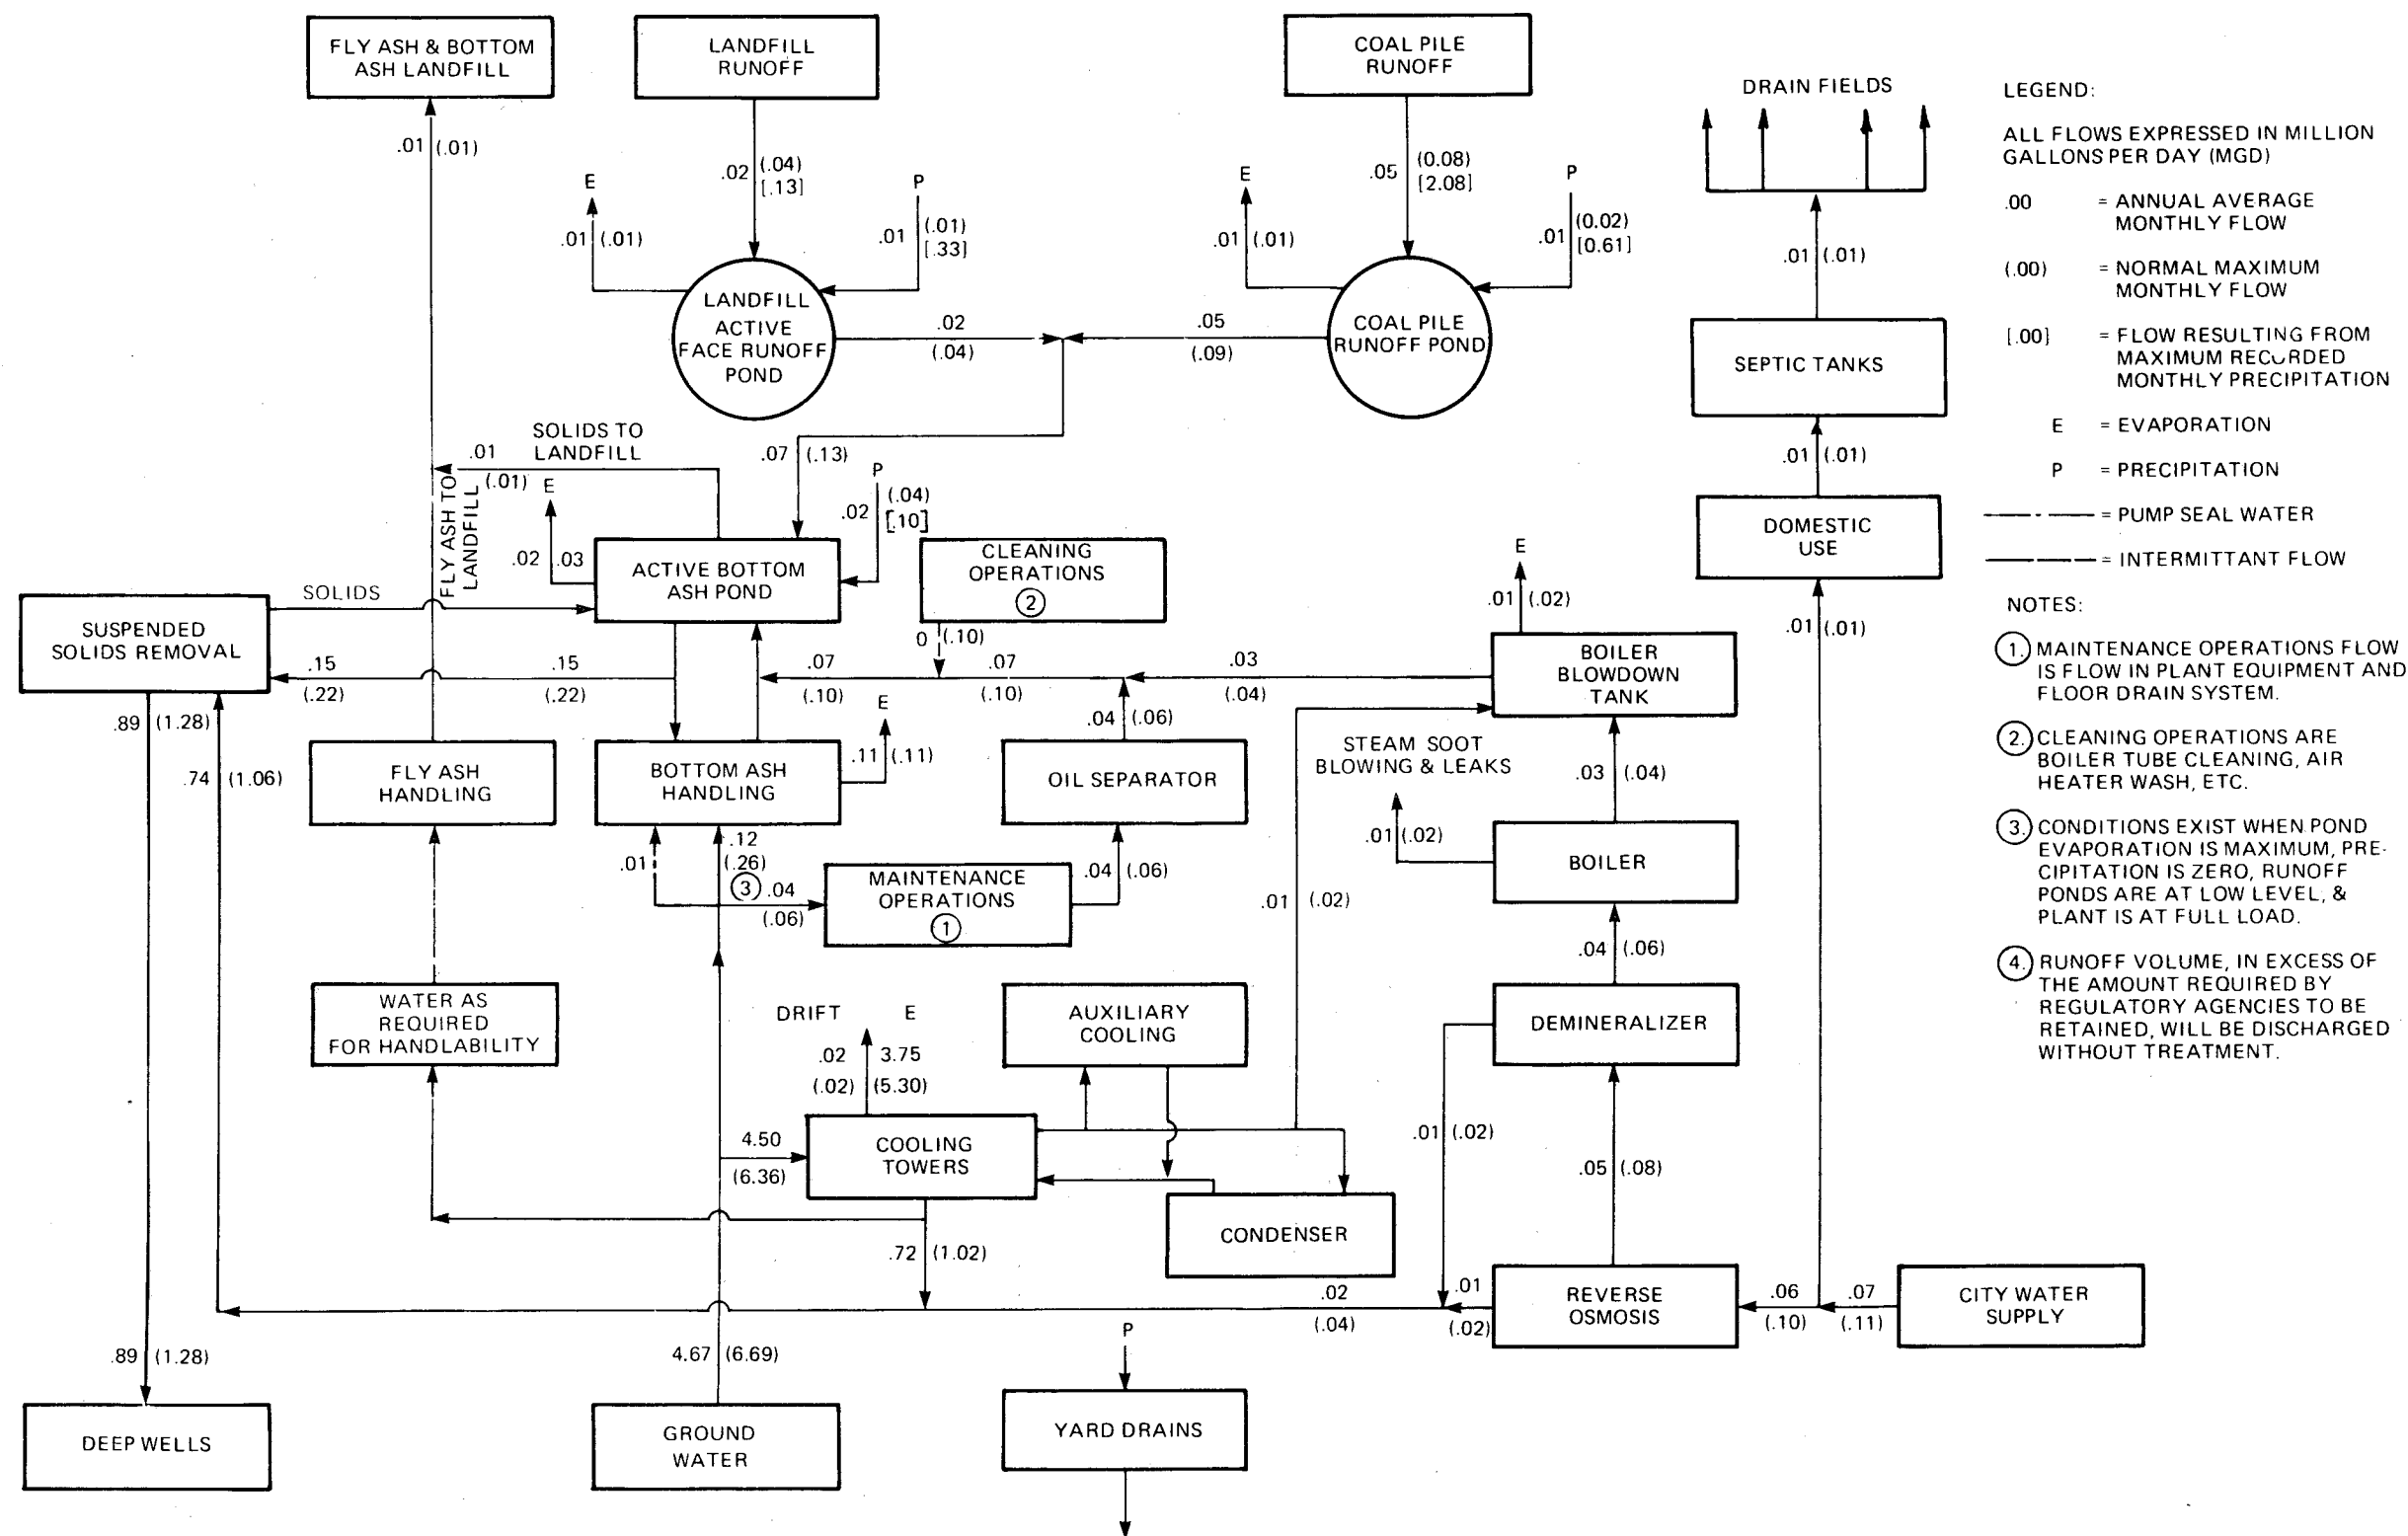 FLY ASH & BOTTOM
ASH LANDFILL
LANDFILL
RUNOFF
COAL PILE
RUNOFF
DRAIN FIELDS
.01 (.01)
.02 (.04)
[.13]
E
.01 (.01)
P
.01 (.01)
[.33]
.05 (0.08)
[2.08]
E
.01 (.01)
P
.01 (0.02)
[0.61]
LANDFILL
ACTIVE
FACE RUNOFF
POND
COAL PILE
RUNOFF POND
.02
(.04)
.05
(.09)
.01 (.01)
SEPTIC TANKS
.01 (.01)
DOMESTIC
USE
.01 (.01)
SOLIDS TO
LANDFILL
.01
(.01)
FLY ASH TO
LANDFILL
.07 (.13)
P
.02 (.04)
[.10]
E
.02 .03
ACTIVE BOTTOM
ASH POND
CLEANING
OPERATIONS
2
0 (.10)
SOLIDS
SUSPENDED
SOLIDS REMOVAL
.15
(.22)
.15
(.22)
.07
(.10)
.07
(.10)
.03
(.04)
E
.01 (.02)
BOILER
BLOWDOWN
TANK
.89 (1.28)
.74 (1.06)
FLY ASH
HANDLING
BOTTOM ASH
HANDLING
E
.11 (.11)
.04 (.06)
OIL SEPARATOR
STEAM SOOT
BLOWING & LEAKS
.01 (.02)
.03 (.04)
BOILER
.01
.12
(.26)
3
.04
(.06)
MAINTENANCE
OPERATIONS
1
.04 (.06)
.01 (.02)
.04 (.06)
WATER AS
REQUIRED
FOR HANDLABILITY
DRIFT E
.02 3.75
(.02) (5.30)
AUXILIARY
COOLING
DEMINERALIZER
4.50
(6.36)
COOLING
TOWERS
.01 (.02)
.05 (.08)
CONDENSER
.72 (1.02)
.02
(.04)
.01
(.02)
REVERSE
OSMOSIS
.06
(.10)
.07
(.11)
CITY WATER
SUPPLY
.89 (1.28)
4.67 (6.69)
P
DEEP WELLS
GROUND
WATER
YARD DRAINS
LEGEND:
ALL FLOWS EXPRESSED IN MILLION
GALLONS PER DAY (MGD)
.00 = ANNUAL AVERAGE
MONTHLY FLOW
(.00) = NORMAL MAXIMUM
MONTHLY FLOW
[.00] = FLOW RESULTING FROM
MAXIMUM RECORDED
MONTHLY PRECIPITATION
E = EVAPORATION
P = PRECIPITATION
= PUMP SEAL WATER
= INTERMITTANT FLOW
NOTES:
1. MAINTENANCE OPERATIONS FLOW
IS FLOW IN PLANT EQUIPMENT AND
FLOOR DRAIN SYSTEM.
2. CLEANING OPERATIONS ARE
BOILER TUBE CLEANING, AIR
HEATER WASH, ETC.
3. CONDITIONS EXIST WHEN POND
EVAPORATION IS MAXIMUM, PRE-
CIPITATION IS ZERO, RUNOFF
PONDS ARE AT LOW LEVEL, &
PLANT IS AT FULL LOAD.
4. RUNOFF VOLUME, IN EXCESS OF
THE AMOUNT REQUIRED BY
REGULATORY AGENCIES TO BE
RETAINED, WILL BE DISCHARGED
WITHOUT TREATMENT.